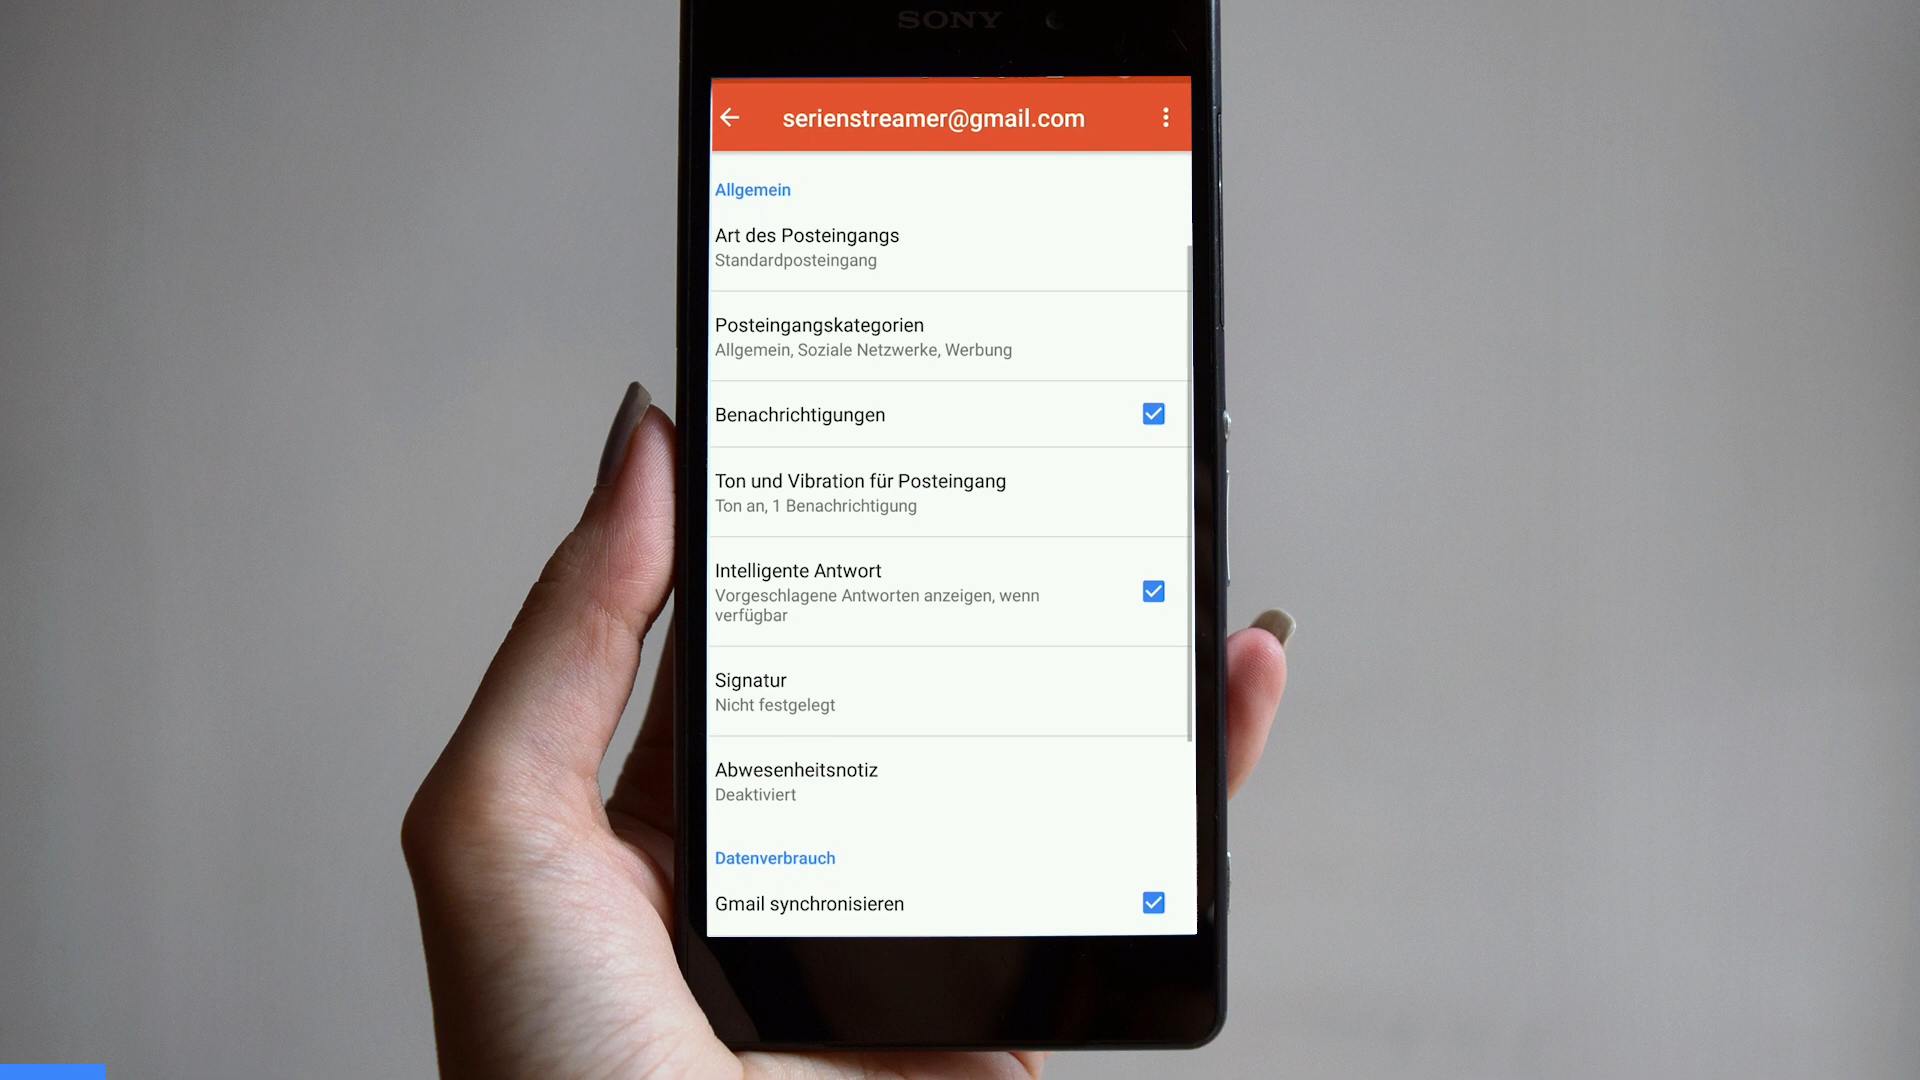 SONY
serienstreamer@gmail.com
Allgemein
Art des Posteingangs
Standardposteingang
Posteingangskategorien
Allgemein, Soziale Netzwerke, Werbung
Benachrichtigungen
Ton und Vibration für Posteingang
Ton an, 1 Benachrichtigung
Intelligente Antwort
Vorgeschlagene Antworten anzeigen, wenn
verfügbar
Signatur
Nicht festgelegt
Abwesenheitsnotiz
Deaktiviert
Datenverbrauch
Gmail synchronisieren